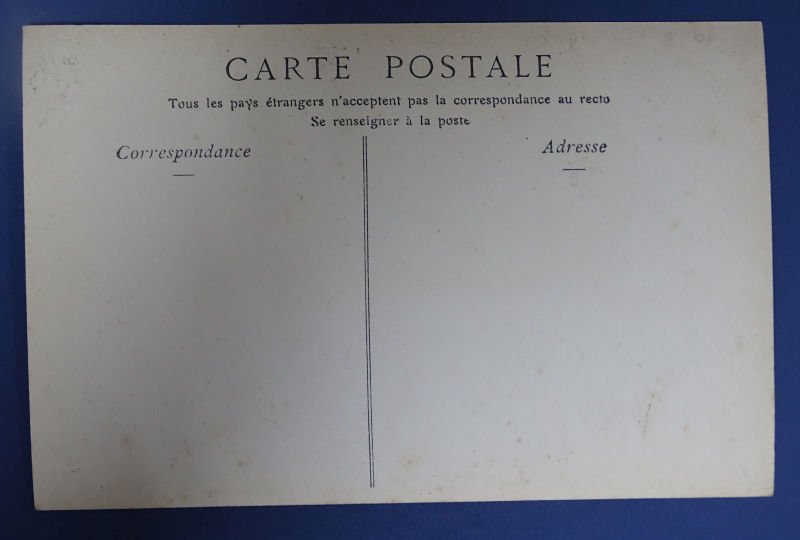 CARTE POSTALE
Tous les pays étrangers n'acceptent pas la correspondance au recto
Se renseigner à la poste
Correspondance
Adresse